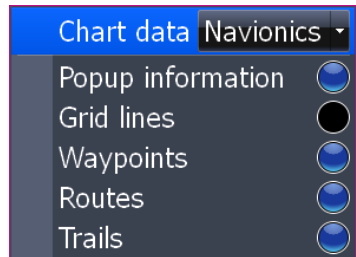 Chart data Navionics
Popup information
Grid lines
Waypoints
Routes
Trails